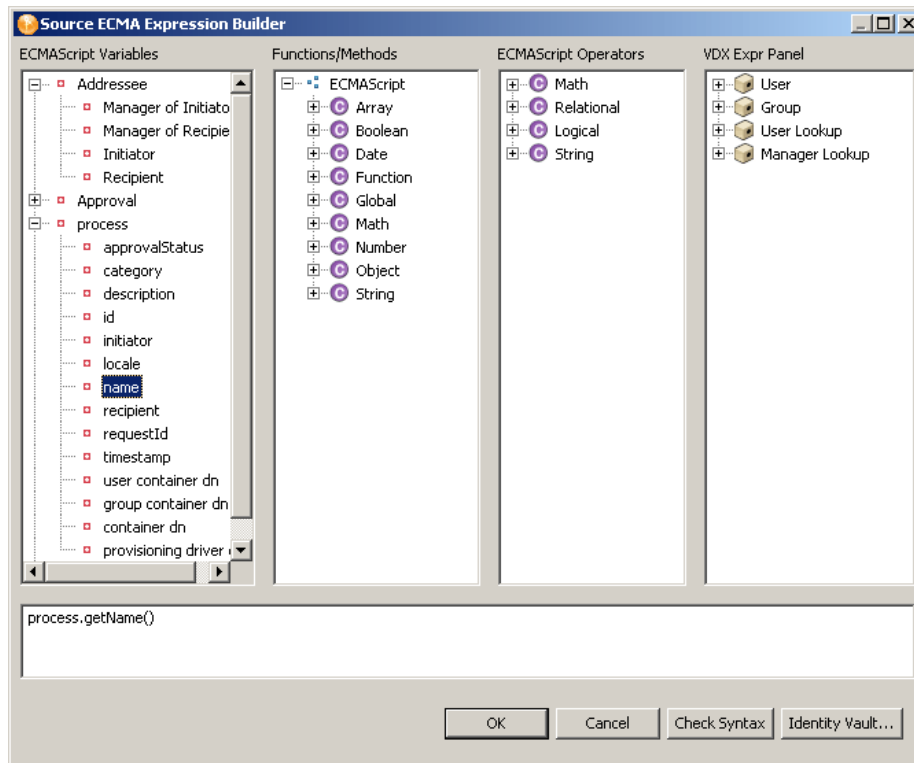 Source ECMA Expression Builder
ECMAScript Variables
Addressee
Manager of Initiato
Manager of Recipie
Initiator
Recipient
Approval
process
approvalStatus
category
description
id
initiator
locale
name
recipient
requestId
timestamp
user container dn
group container dn
container dn
provisioning driver
Functions/Methods
ECMAScript
Array
Boolean
Date
Function
Global
Math
Number
Object
String
ECMAScript Operators
Math
Relational
Logical
String
VDX Expr Panel
User
Group
User Lookup
Manager Lookup
process.getName()
OK
Cancel
Check Syntax
Identity Vault...